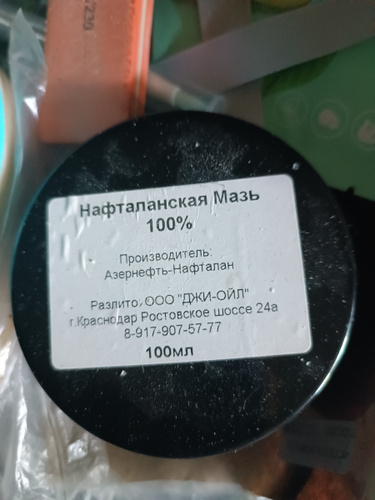 7230
Нафталанская Мазь
100%
Производитель:
Азернефть-Нафталан
Разлито: ООО "ДЖИ-ОЙЛ"
г.Краснодар Ростовское шоссе 24а
8-917-907-57-77
100мл